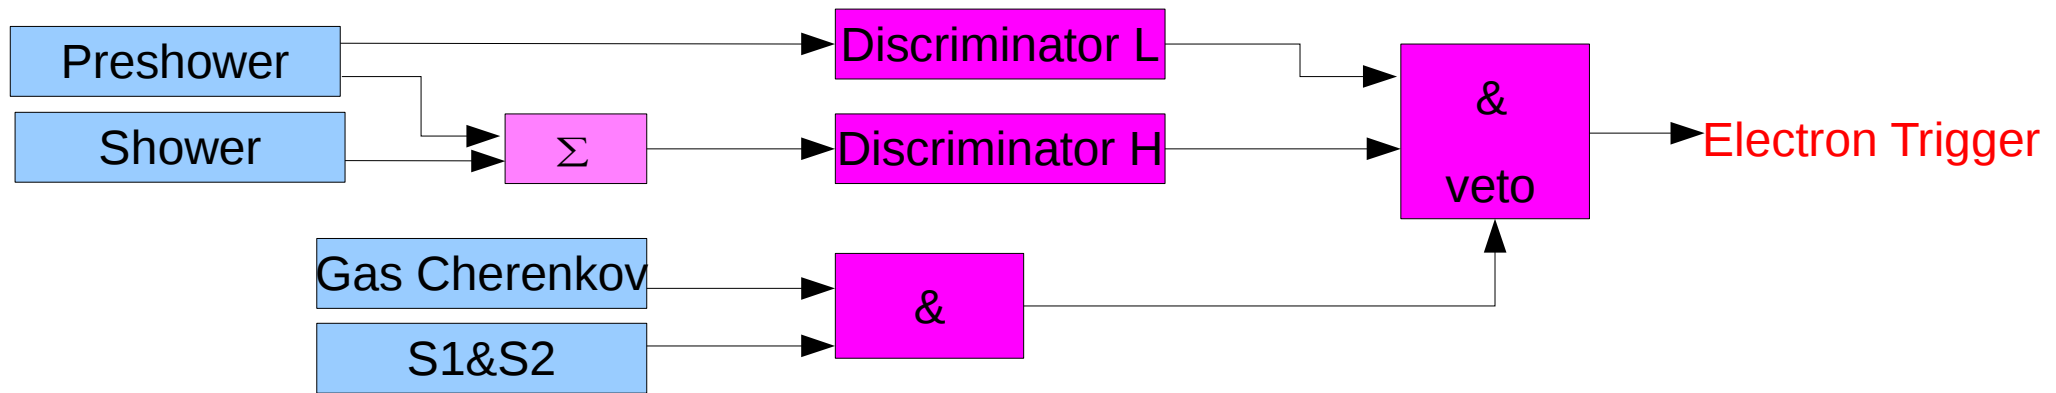 Preshower
Discriminator L
Shower
Σ
Discriminator H
&
veto
Electron Trigger
Gas Cherenkov
S1&S2
&